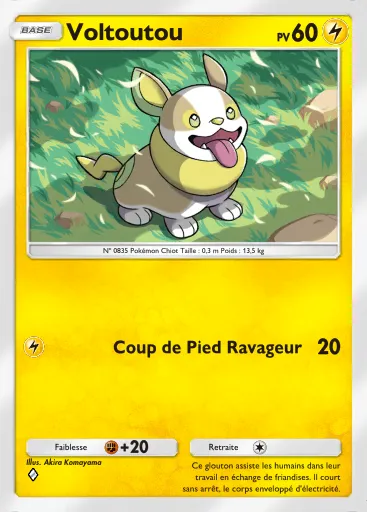 BASE Voltoutou PV 60
N° 0835 Pokémon Chiot Taille : 0,3 m Poids : 13,5 kg
Coup de Pied Ravageur 20
Faiblesse +20 Retraite
Illus. Akira Komayama
Ce glouton assiste les humains dans leur
travail en échange de friandises. Il court
sans arrêt, le corps enveloppé d'électricité.